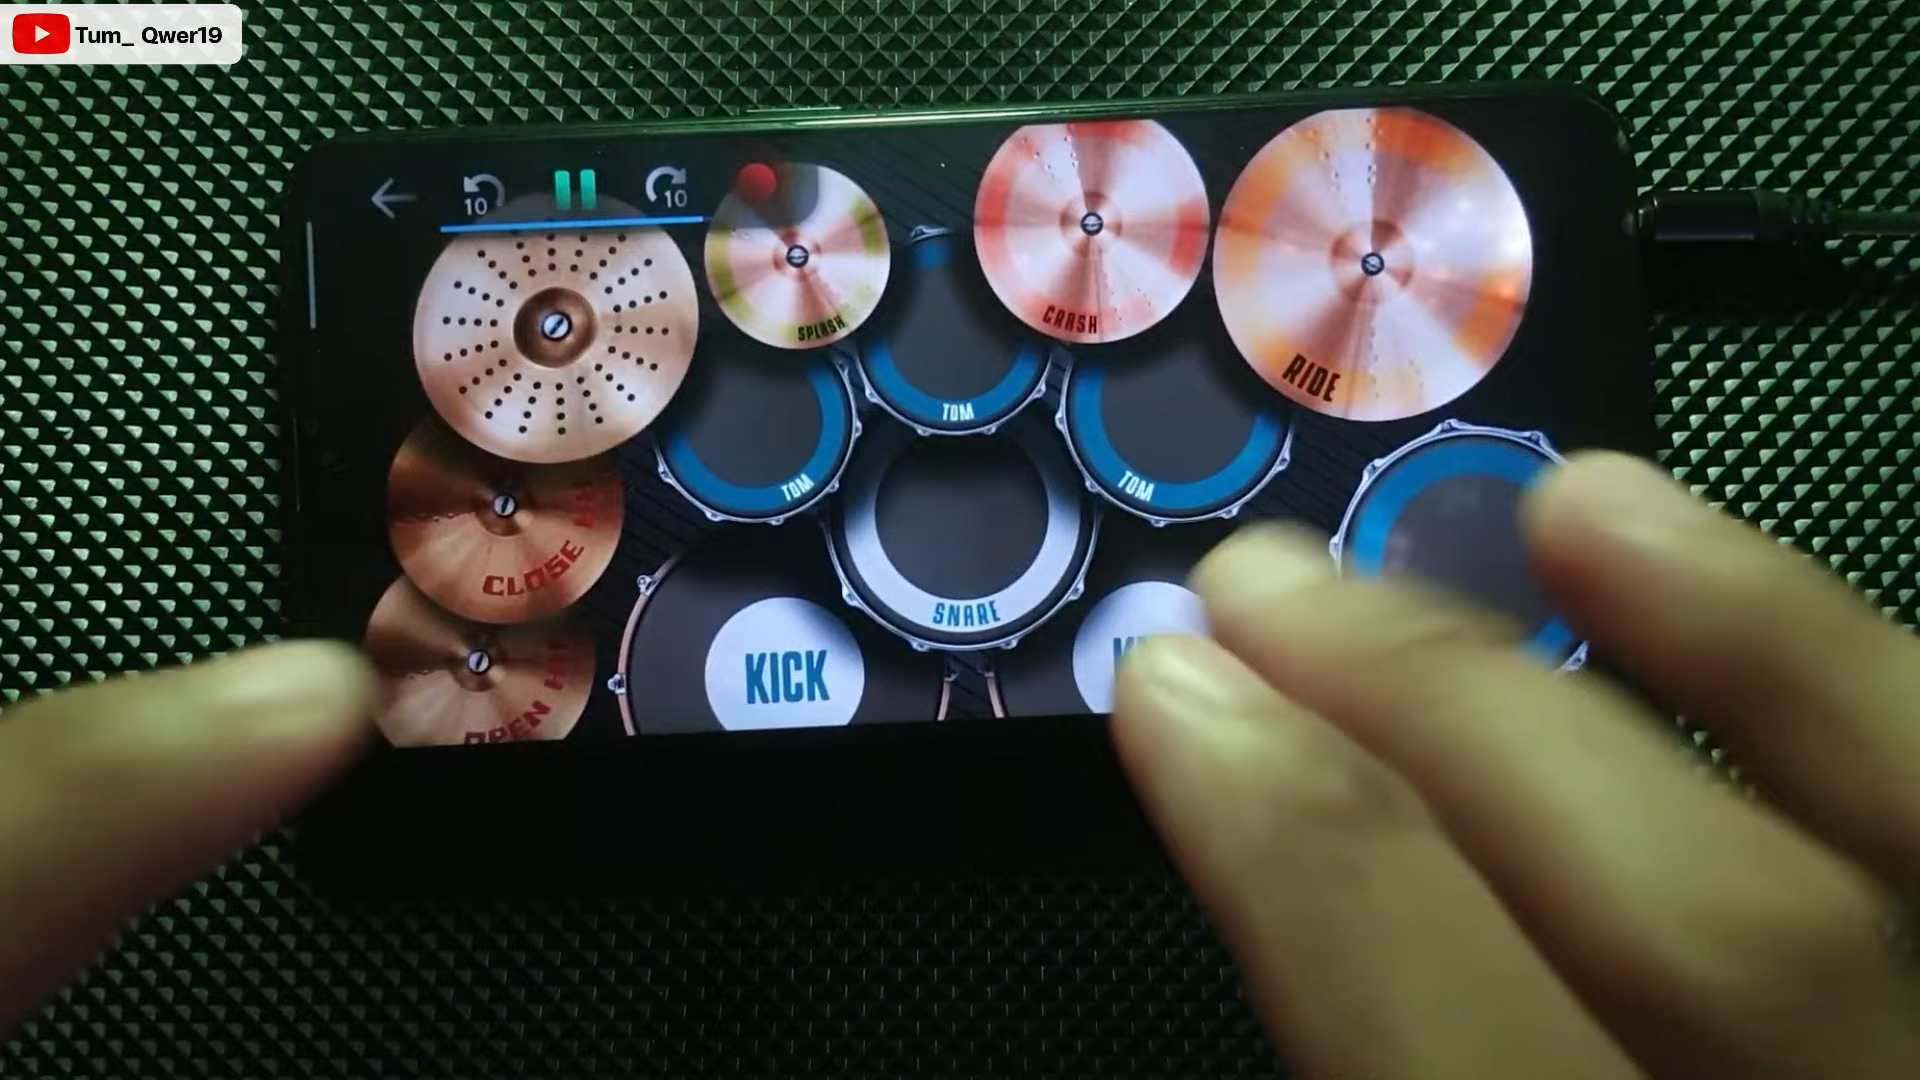 Tum_ Qwer19
10
10
SPLASH
CRASH
RIDE
TOM
TOM
TOM
CLOSE
SNARE
KICK
OPEN